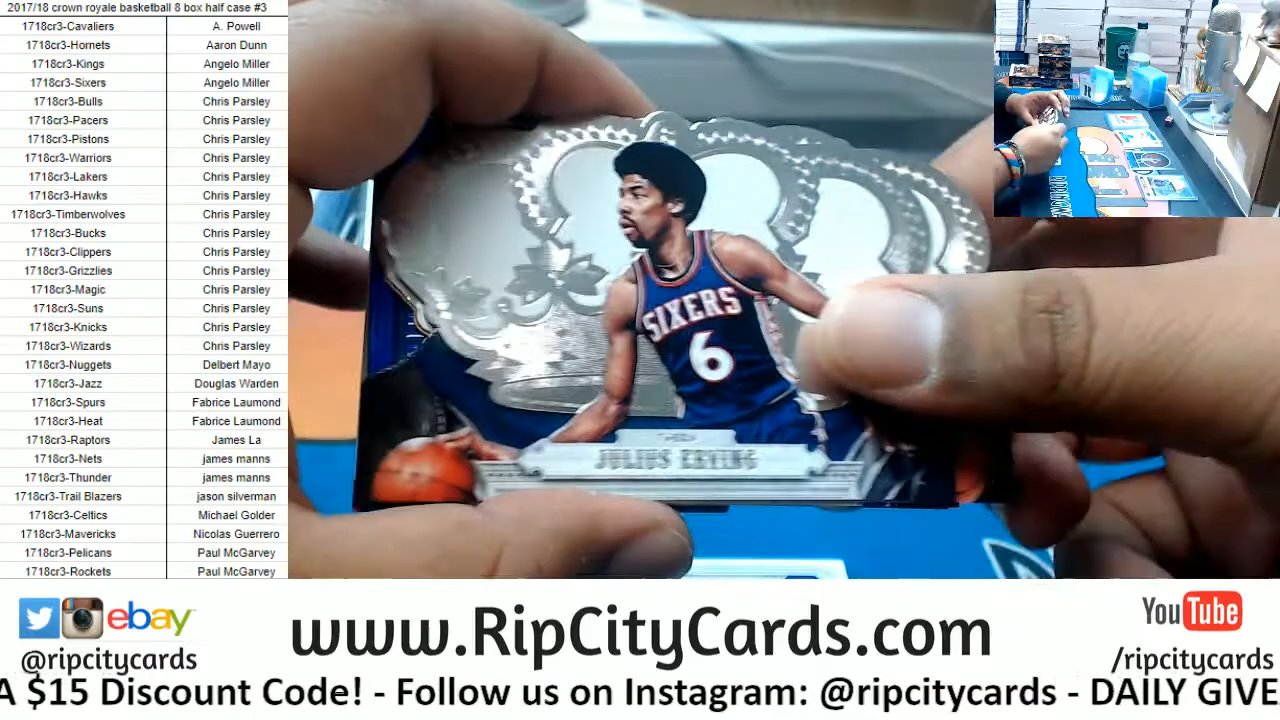 2017/18 crown royale basketball 8 box half case #3
1718cr3-Cavaliers A. Powell
1718cr3-Hornets Aaron Dunn
1718cr3-Kings Angelo Miller
1718cr3-Sixers Angelo Miller
1718cr3-Bulls Chris Parsley
1718cr3-Pacers Chris Parsley
1718cr3-Pistons Chris Parsley
1718cr3-Warriors Chris Parsley
1718cr3-Lakers Chris Parsley
1718cr3-Hawks Chris Parsley
1718cr3-Timberwolves Chris Parsley
1718cr3-Bucks Chris Parsley
1718cr3-Clippers Chris Parsley
1718cr3-Grizzlies Chris Parsley
1718cr3-Magic Chris Parsley
1718cr3-Suns Chris Parsley
1718cr3-Knicks Chris Parsley
1718cr3-Wizards Chris Parsley
1718cr3-Nuggets Delbert Mayo
1718cr3-Jazz Douglas Warden
1718cr3-Spurs Fabrice Laumond
1718cr3-Heat Fabrice Laumond
1718cr3-Raptors James La
1718cr3-Nets james manns
1718cr3-Thunder james manns
1718cr3-Trail Blazers jason silverman
1718cr3-Celtics Michael Golder
1718cr3-Mavericks Nicolas Guerrero
1718cr3-Pelicans Paul McGarvey
1718cr3-Rockets Paul McGarvey
SIXERS
6
JULIUS ERVING
ebay
@ripcitycards
www.RipCityCards.com
YouTube
/ripcitycards
A $15 Discount Code! - Follow us on Instagram: @ripcitycards - DAILY GIVE